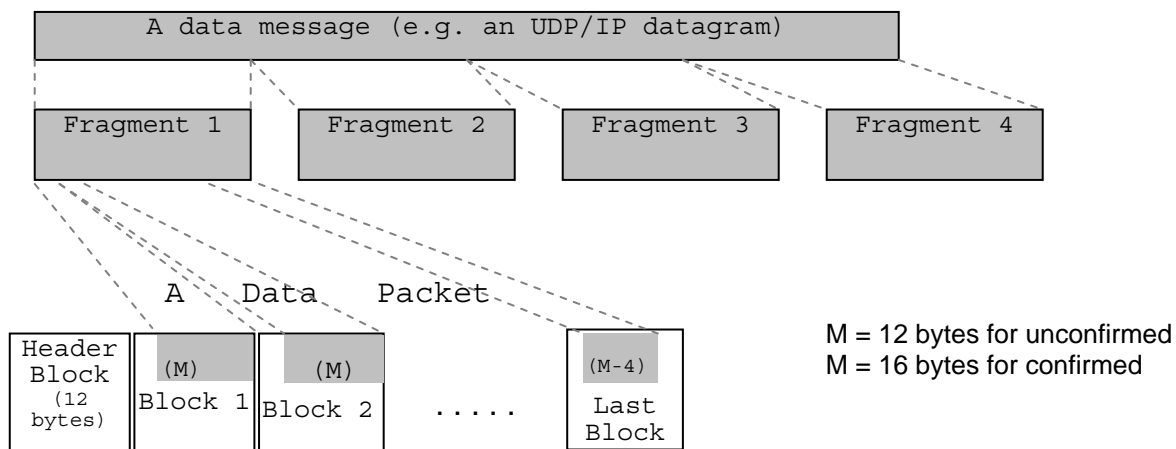 A data message (e.g. an UDP/IP datagram)
Fragment 1
Fragment 2
Fragment 3
Fragment 4
A Data Packet
Header
Block
(12
bytes)
(M)
Block 1
(M)
Block 2
.....
(M-4)
Last
Block
M = 12 bytes for unconfirmed
M = 16 bytes for confirmed